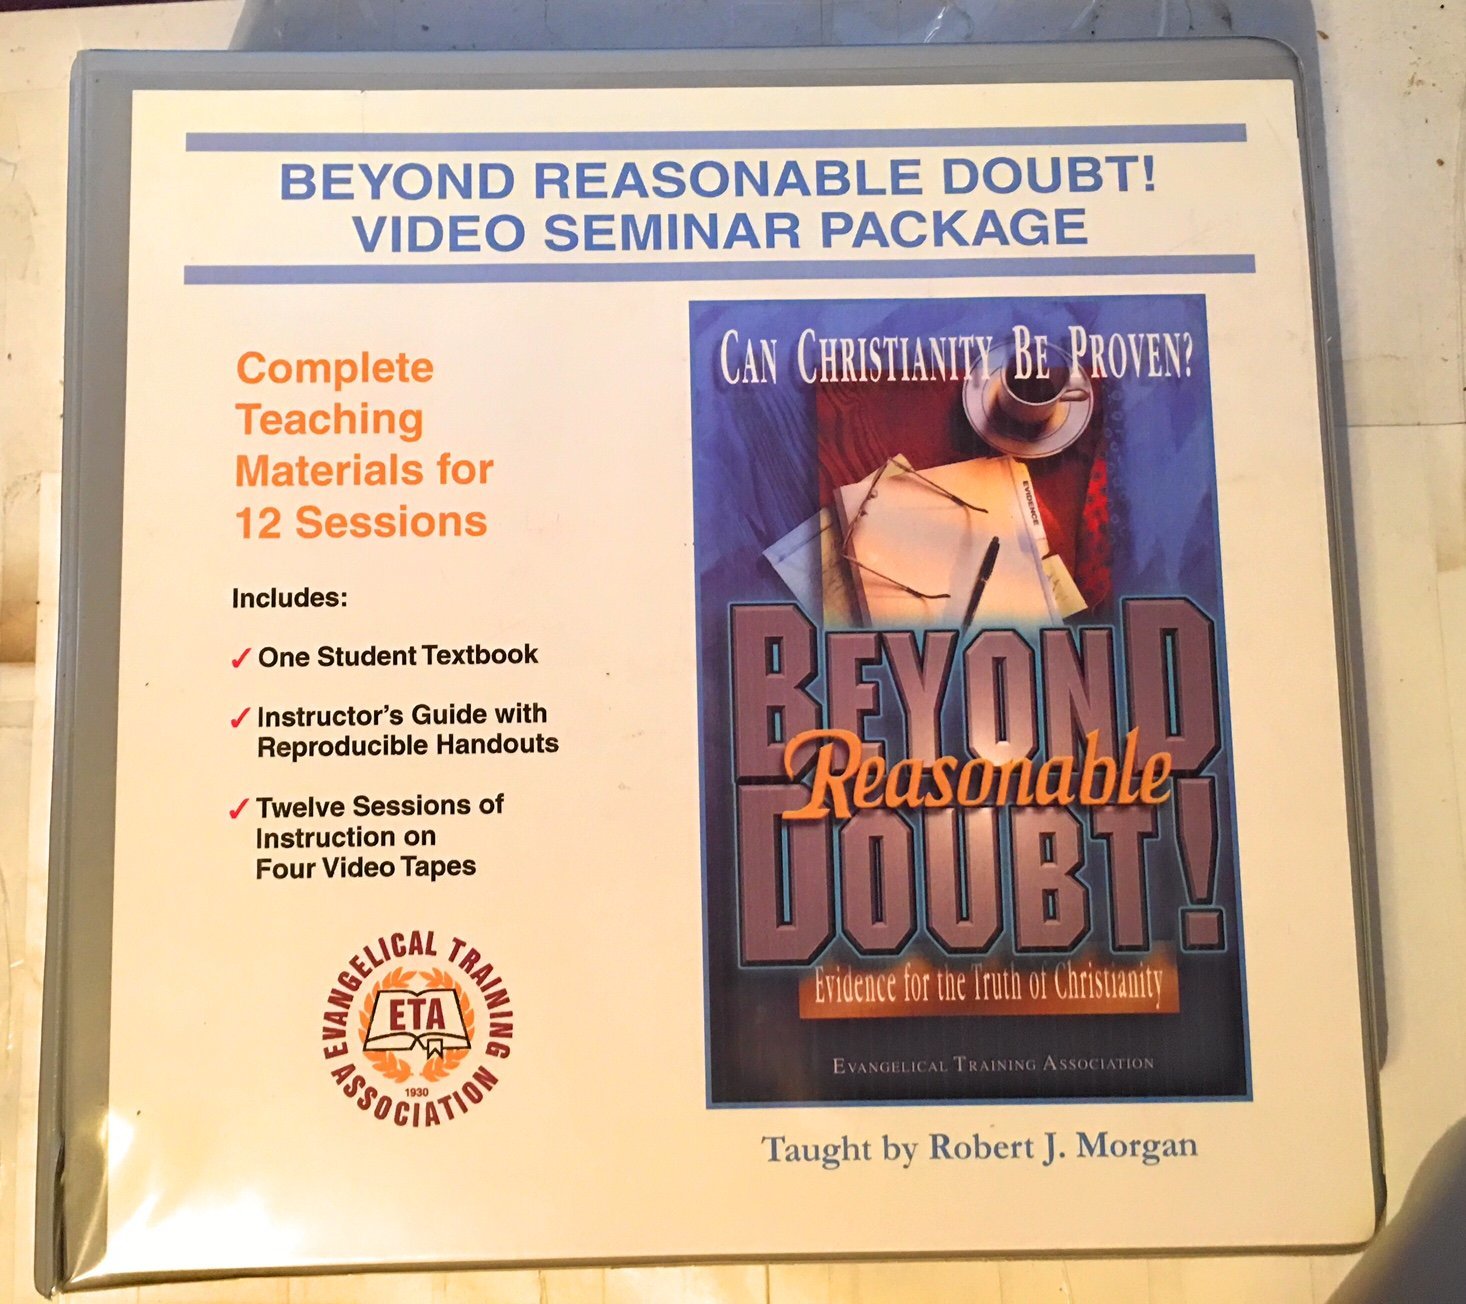 BEYOND REASONABLE DOUBT!
VIDEO SEMINAR PACKAGE
Complete
Teaching
Materials for
12 Sessions
Includes:
✓ One Student Textbook
✓ Instructor's Guide with
Reproducible Handouts
✓ Twelve Sessions of
Instruction on
Four Video Tapes
EVANGELICAL TRAINING ASSOCIATION
ETA
1930
CAN CHRISTIANITY BE PROVEN?
EVIDENCE
BEYOND
Reasonable
DOUBT!
Evidence for the Truth of Christianity
EVANGELICAL TRAINING ASSOCIATION
Taught by Robert J. Morgan